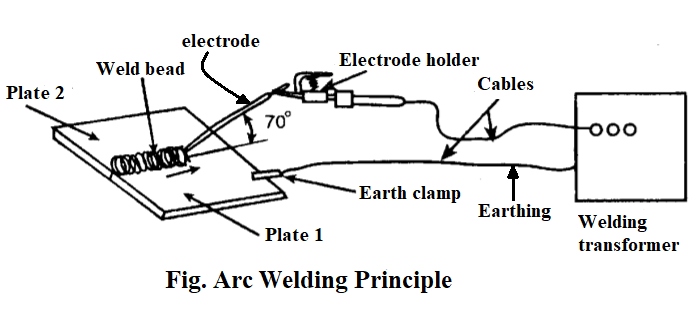 electrode
Electrode holder
Weld bead
Cables
Plate 2
70°
Earth clamp
Earthing
Welding
transformer
Plate 1
Fig. Arc Welding Principle